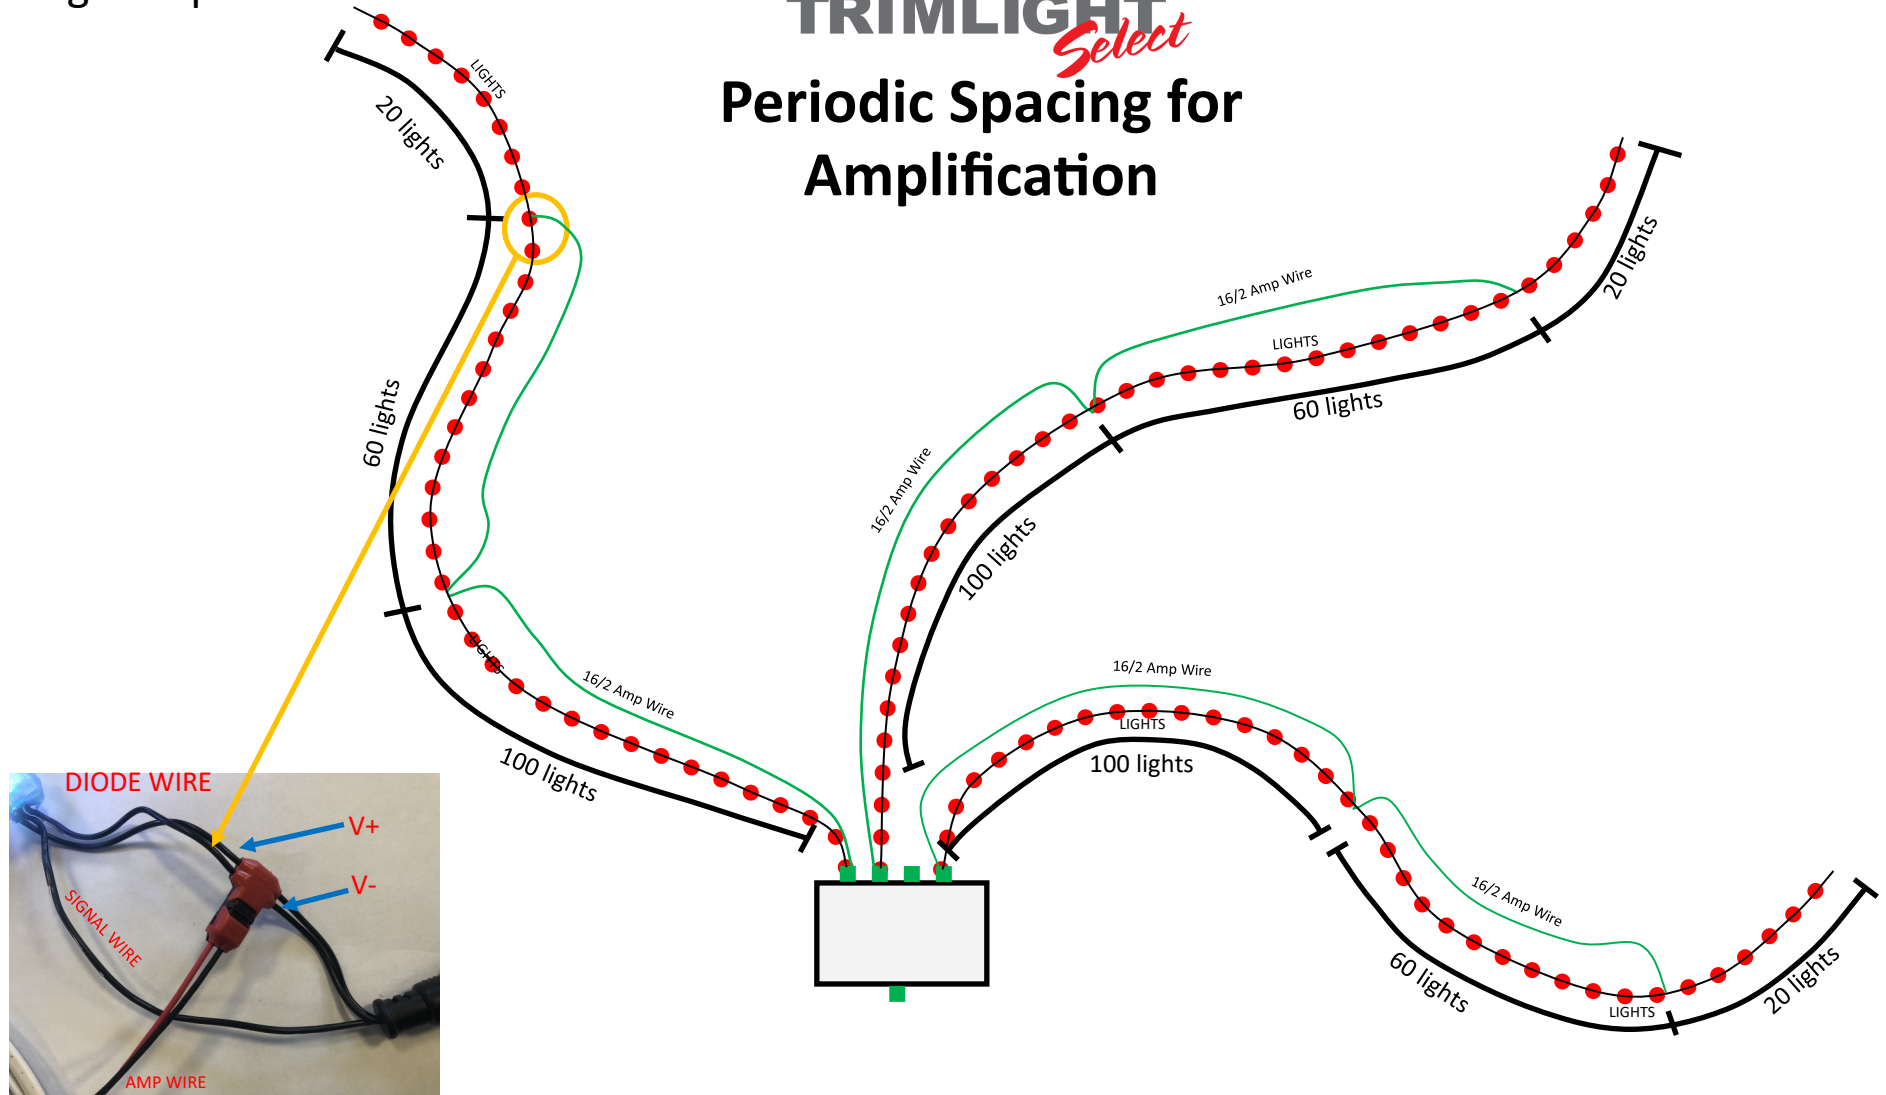 TRIMLIGHT
Select
Periodic Spacing for
Amplification
LIGHTS
20 lights
60 lights
LIGHTS
16/2 Amp Wire
100 lights
16/2 Amp Wire
LIGHTS
20 lights
60 lights
16/2 Amp Wire
100 lights
16/2 Amp Wire
LIGHTS
100 lights
16/2 Amp Wire
60 lights
LIGHTS
20 lights
DIODE WIRE
V+
V-
SIGNAL WIRE
AMP WIRE